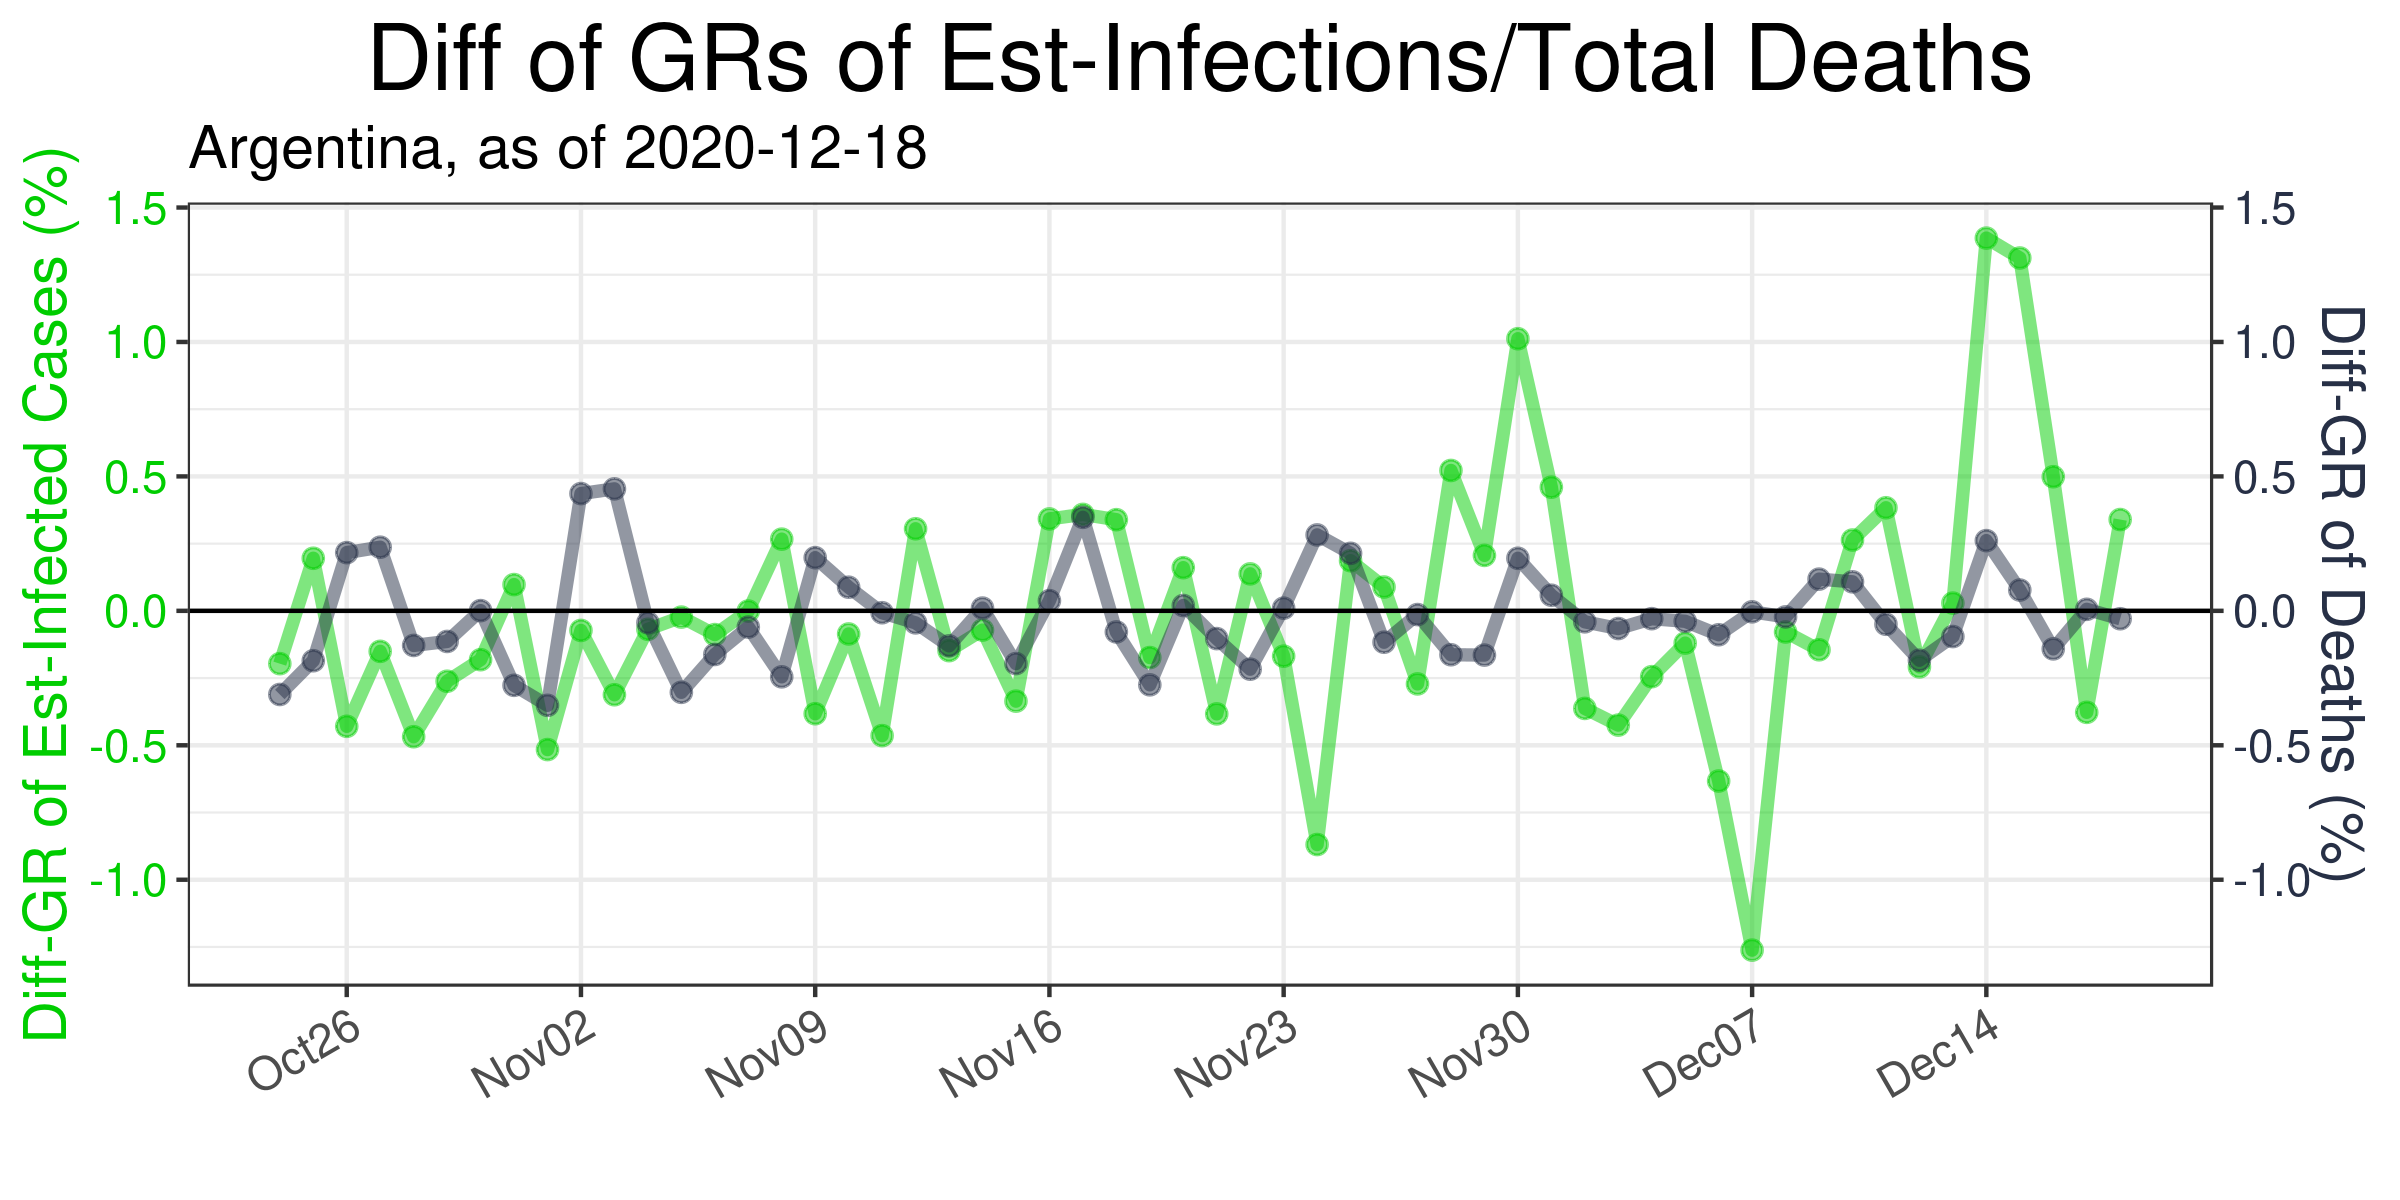 Diff of GRs of Est-Infections/Total Deaths
Argentina, as of 2020-12-18
Diff-GR of Est-Infected Cases (%)
1.5
1.0
0.5
0.0
-0.5
-1.0
1.5
1.0
0.5
0.0
-0.5
-1.0
Diff-GR of Deaths (%)
Oct26
Nov02
Nov09
Nov16
Nov23
Nov30
Dec07
Dec14